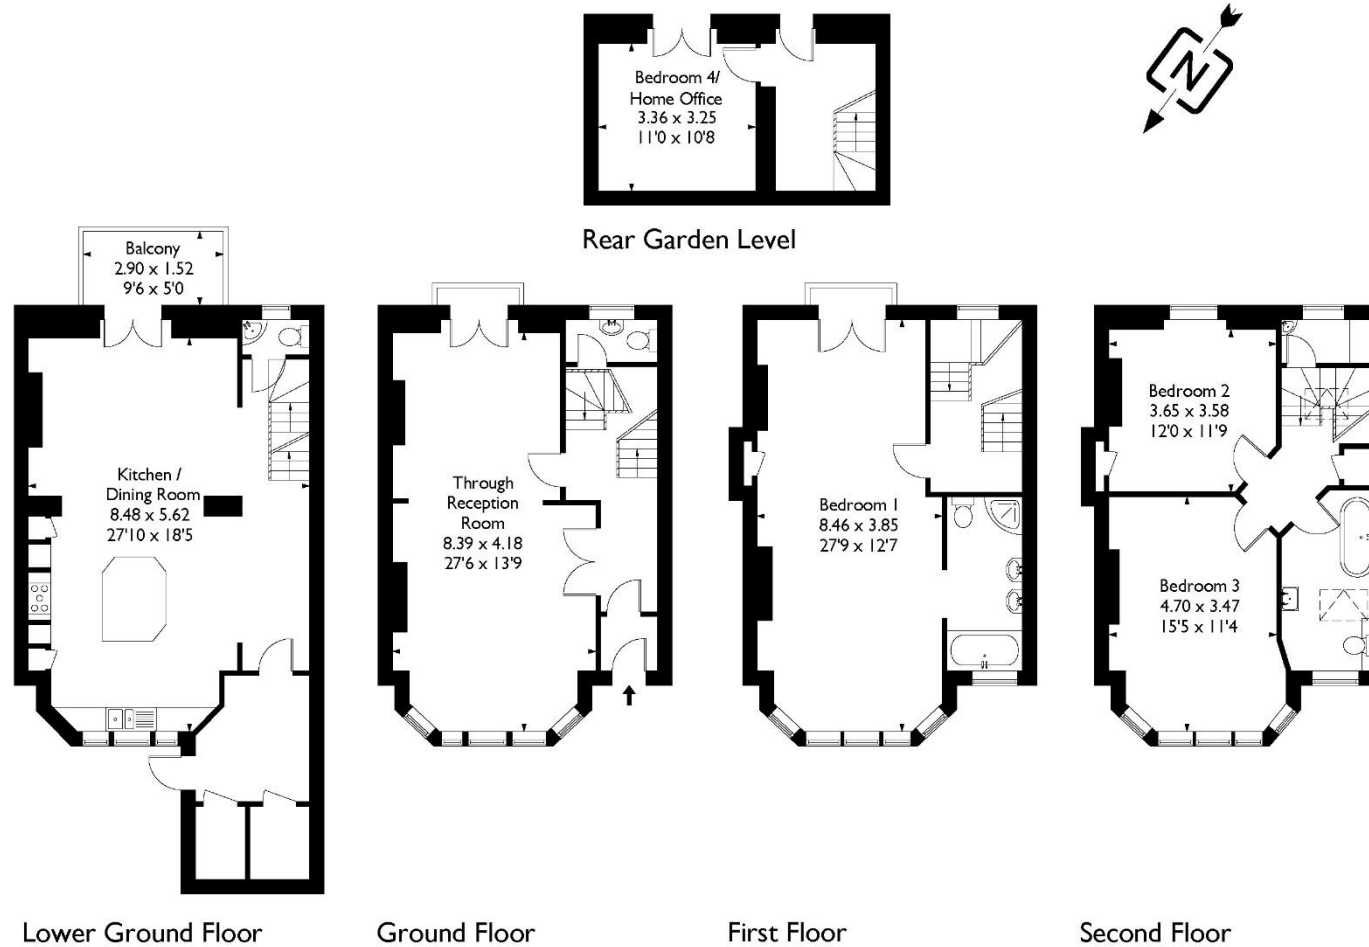 Bedroom 4/
Home Office
3.36 x 3.25
11'0 x 10'8
N
Rear Garden Level
Balcony
2.90 x 1.52
9'6 x 5'0
Kitchen /
Dining Room
8.48 x 5.62
27'10 x 18'5
Through
Reception
Room
8.39 x 4.18
27'6 x 13'9
Bedroom 1
8.46 x 3.85
27'9 x 12'7
Bedroom 2
3.65 x 3.58
12'0 x 11'9
Bedroom 3
4.70 x 3.47
15'5 x 11'4
Lower Ground Floor
Ground Floor
First Floor
Second Floor